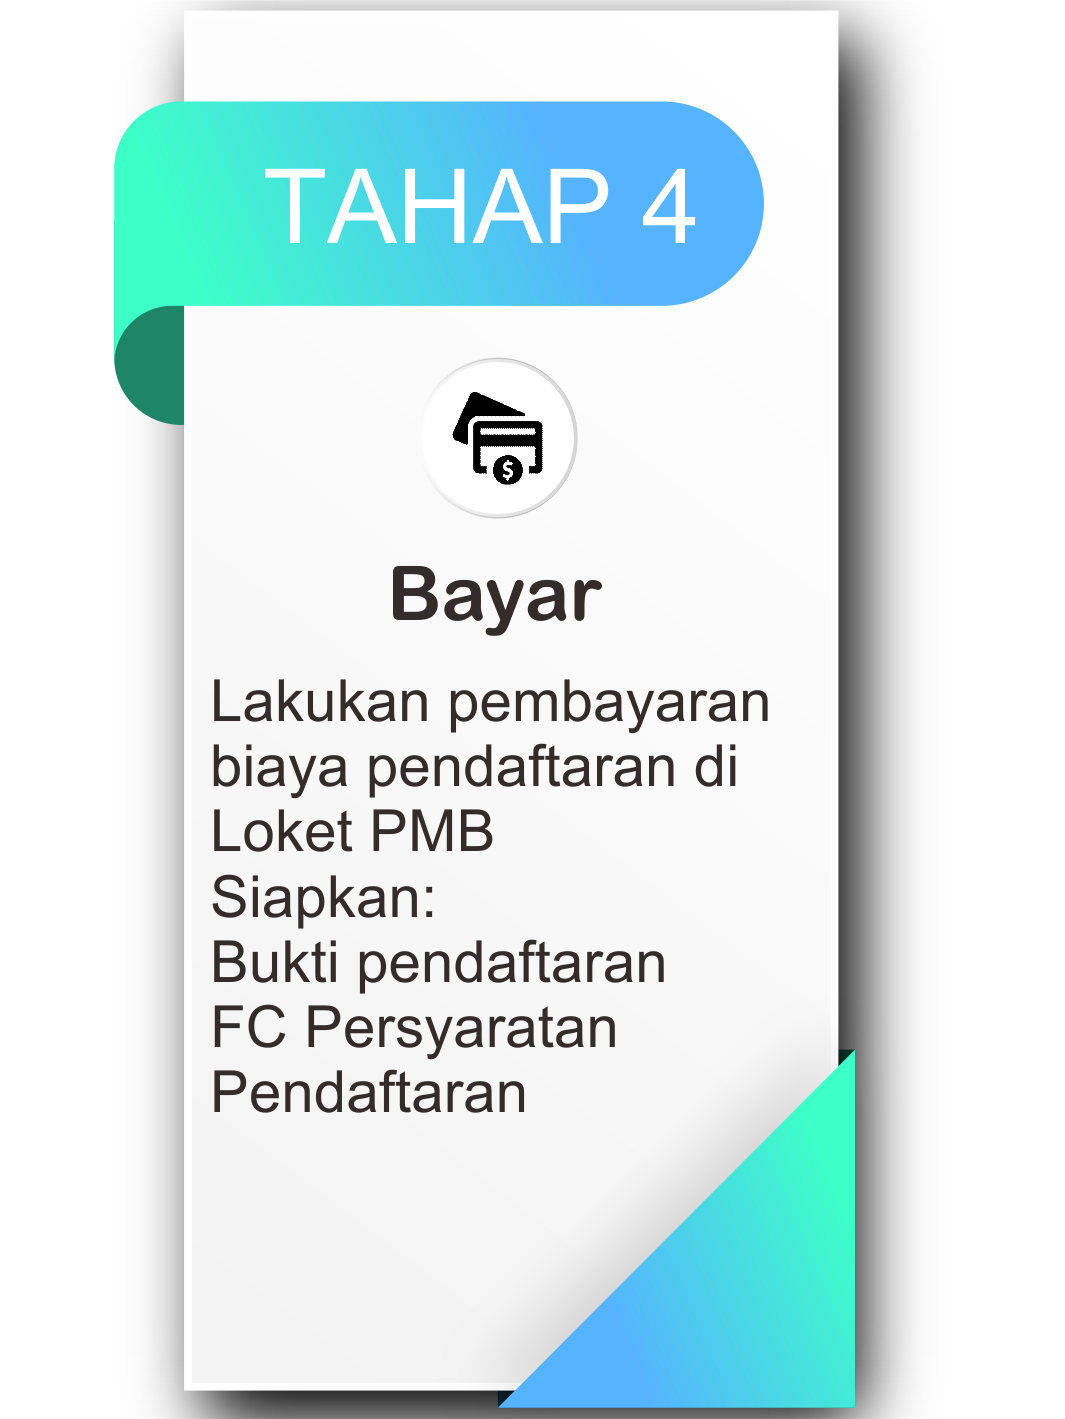 TAHAP 4
$
Bayar
Lakukan pembayaran
biaya pendaftaran di
Loket PMB
Siapkan:
Bukti pendaftaran
FC Persyaratan
Pendaftaran